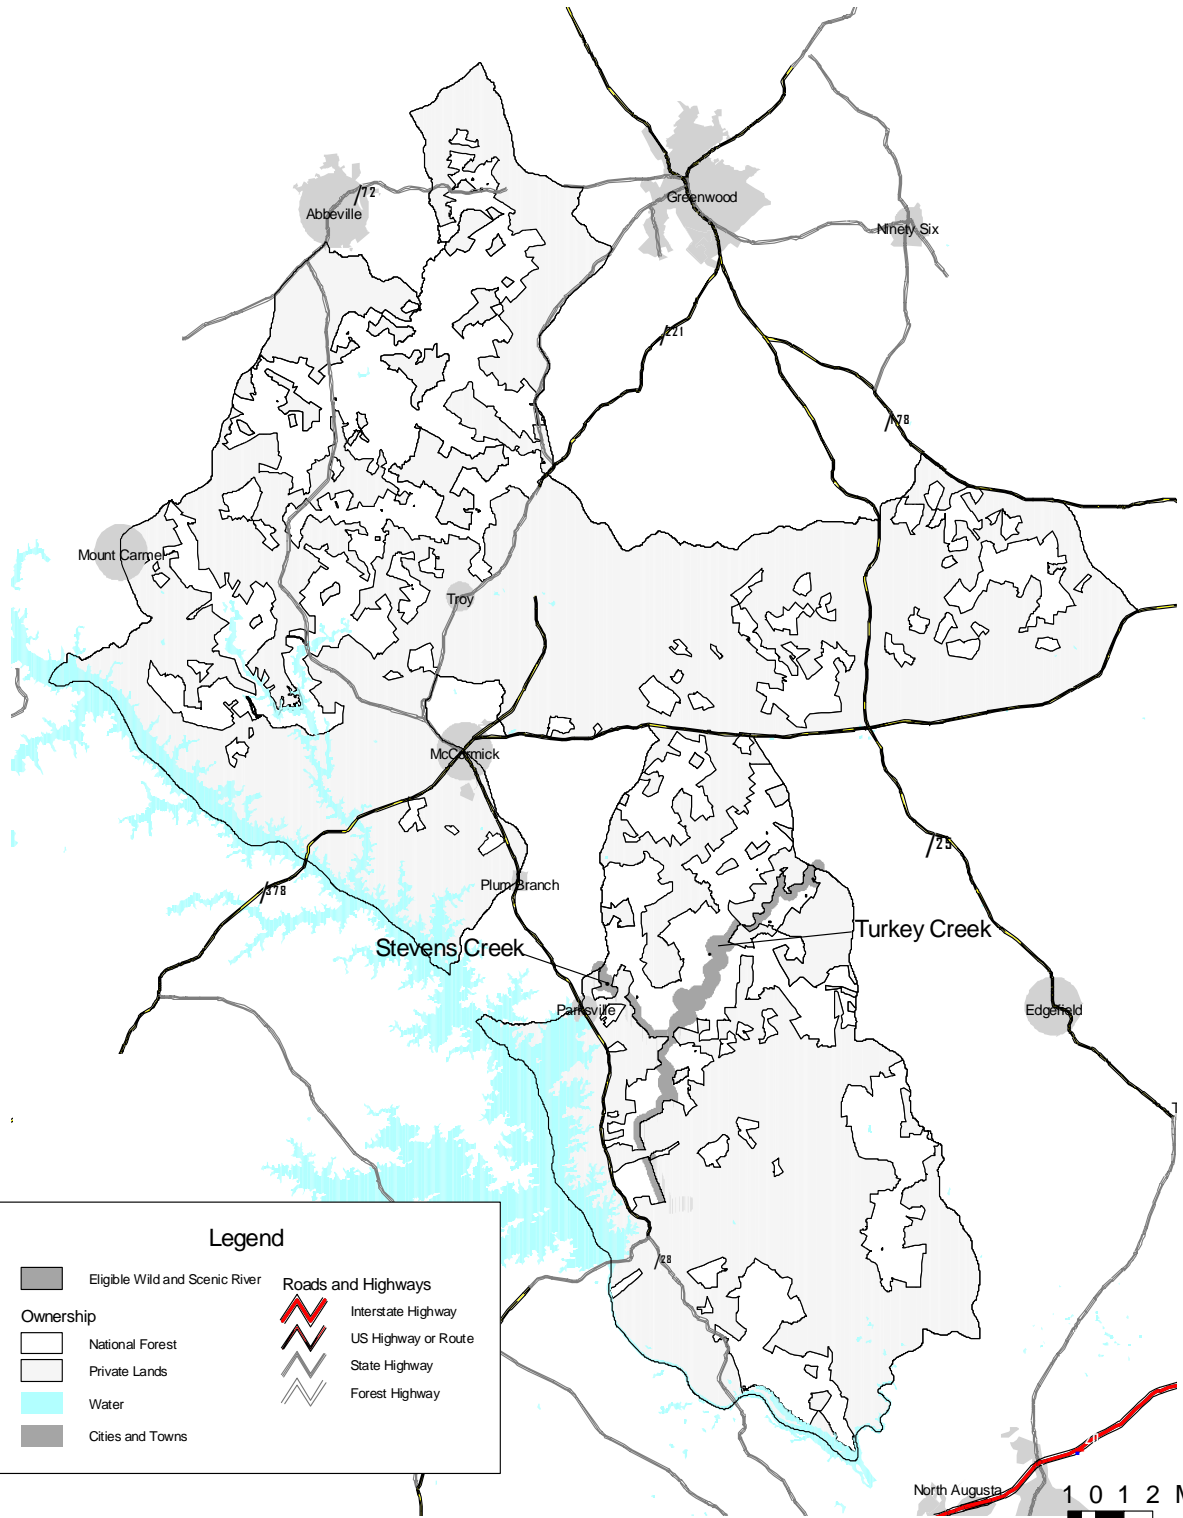 Greenwood
72
Abbeville
Ninety Six
221
178
Mount Carmel
Troy
McCormick
25
Plum Branch
378
Turkey Creek
Stevens Creek
Parksville
Edgefield
T
28
Legend
Eligible Wild and Scenic River
Ownership
National Forest
Private Lands
Water
Cities and Towns
Roads and Highways
Interstate Highway
US Highway or Route
State Highway
Forest Highway
20
North Augusta
1 0 1 2 M